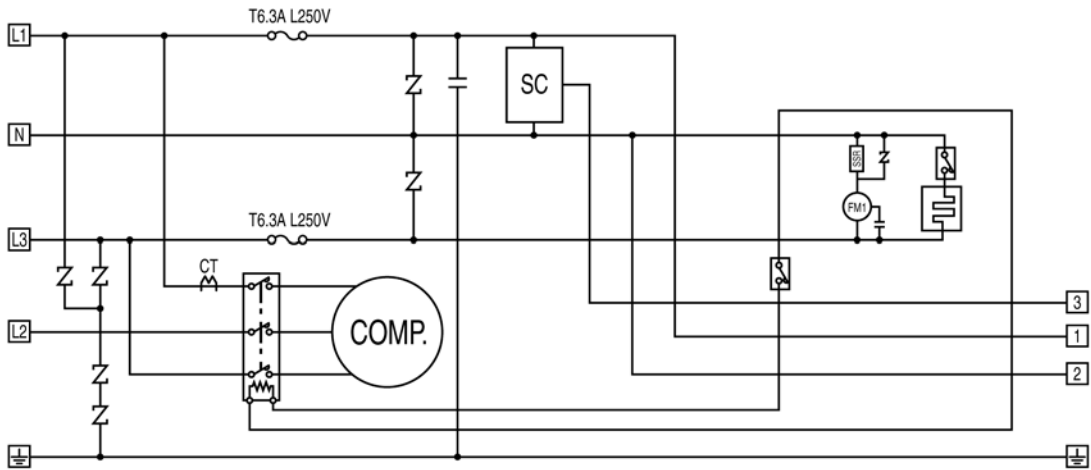 T6.3A L250V
L1
SC
N
SSR
FM1
T6.3A L250V
L3
CT
3
L2
COMP.
1
2